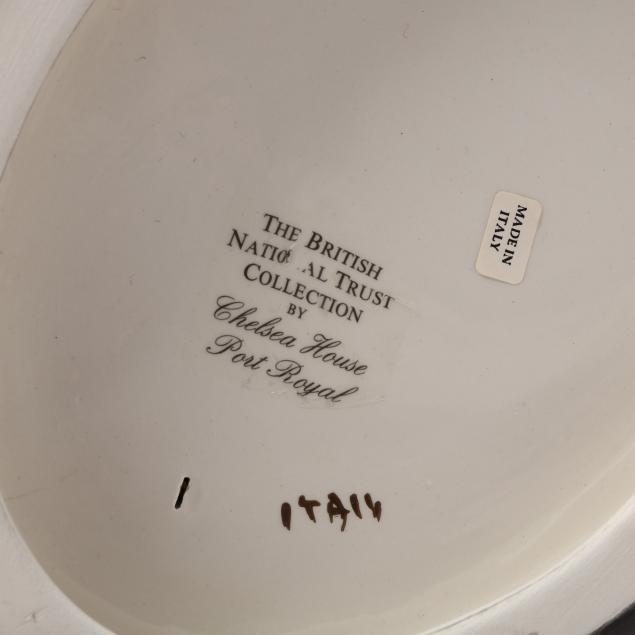 THE BRITISH
NATIONAL TRUST
COLLECTION
BY
Chelsea House
Port Royal
MADE IN
ITALY
ITALY